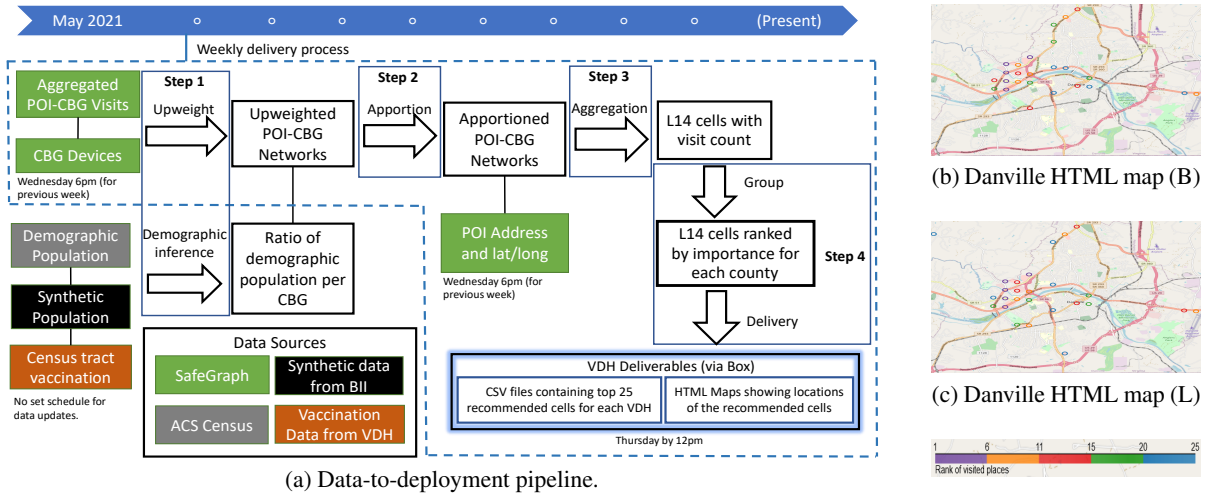 May 2021
(Present)
Weekly delivery process
Aggregated
POI-CBG Visits
CBG Devices
Wednesday 6pm (for
previous week)
Step 1
Upweight
Upweighted
POI-CBG
Networks
Step 2
Apportion
Apportioned
POI-CBG
Networks
Step 3
Aggregation
L14 cells with
visit count
Group
POI Address
and lat/long
Wednesday 6pm (for
previous week)
L14 cells ranked
by importance for
each county
Step 4
Delivery
Demographic
Population
Synthetic
Population
Census tract
vaccination
No set schedule for
data updates.
Demographic
inference
Ratio of
demographic
population per
CBG
Data Sources
SafeGraph
Synthetic data
from BII
ACS Census
Vaccination
Data from VDH
VDH Deliverables (via Box)
CSV files containing top 25
recommended cells for each VDH
HTML Maps showing locations
of the recommended cells
Thursday by 12pm
(a) Data-to-deployment pipeline.
(b) Danville HTML map (B)
(c) Danville HTML map (L)
1 6 11 15 20 25
Rank of visited places